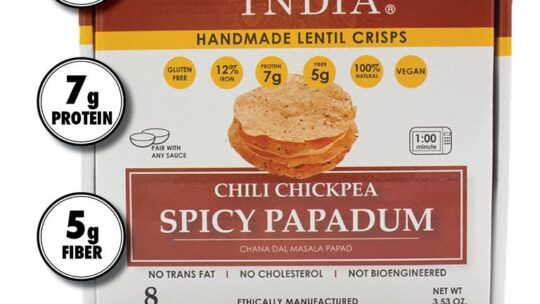 INDIA®
HANDMADE LENTIL CRISPS
GLUTEN
FREE
12%
IRON
PROTEIN
7g
FIBER
5g
100%
NATURAL
VEGAN
7g
PROTEIN
PAIR WITH
ANY SAUCE
1:00
minute
CHILI CHICKPEA
SPICY PAPADUM
CHANA DAL MASALA PAPAD
5g
FIBER
NO TRANS FAT | NO CHOLESTEROL | NOT BIOENGINEERED
8
ETHICALLY MANUFACTURED
NET WT
3.53 OZ